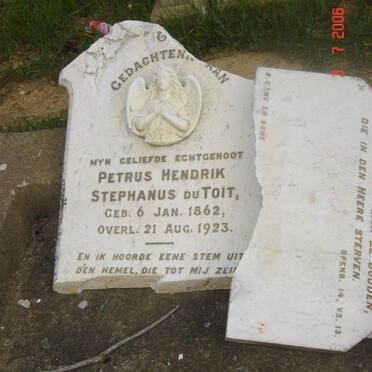 GEDACHTENIS VAN
MYN GELIEFDE ECHTGENOOT
PETRUS HENDRIK
STEPHANUS DU TOIT,
GEB. 6 JAN. 1862,
OVERL. 21 AUG. 1923.
EN IK HOORDE EENE STEM UIT
DEN HEMEL, DIE TOT MIJ
DIE IN DEN HEERE STERVEN.
OPENB. 14, VS. 13.
7 2006